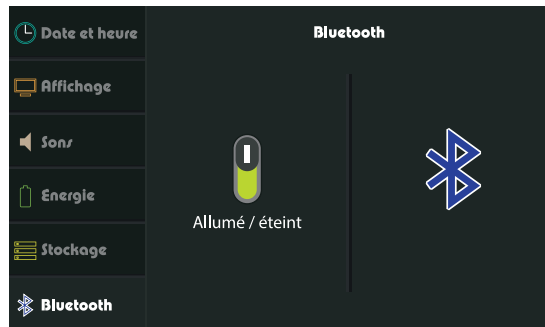 Date et heure
Affichage
Sons
Energie
Stockage
Bluetooth
Bluetooth
Allumé / éteint